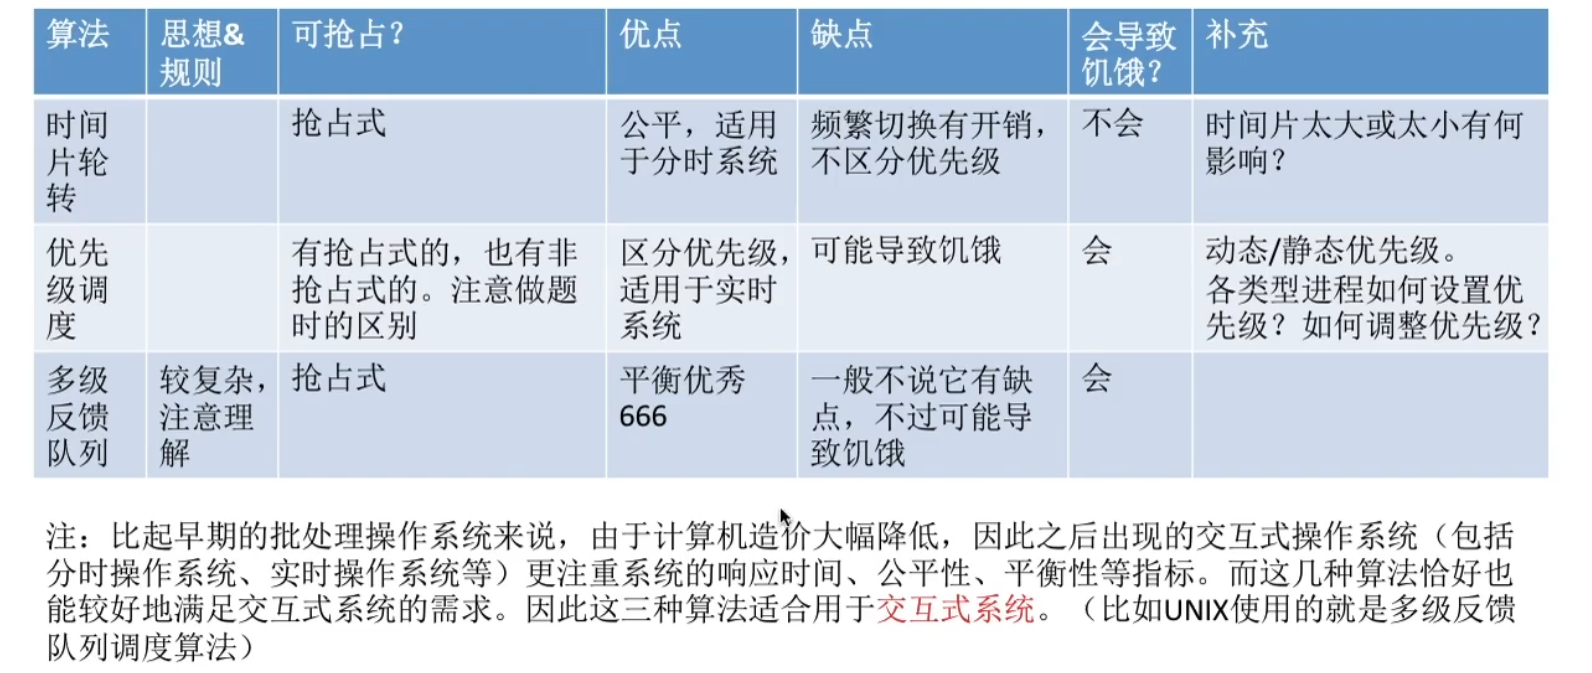 算法
思想&
规则
可抢占？
优点
缺点
会导致
饥饿？
补充
时间
片轮
转
抢占式
公平，适用
于分时系统
频繁切换有开销，
不区分优先级
不会
时间片太大或太小有何
影响？
优先
级调
度
有抢占式的，也有非
抢占式的。注意做题
时的区别
区分优先级，
适用于实时
系统
可能导致饥饿
会
动态/静态优先级。
各类型进程如何设置优
先级？如何调整优先级？
多级
反馈
队列
较复杂，
注意理
解
抢占式
平衡优秀
666
一般不说它有缺
点，不过可能导
致饥饿
会
注：比起早期的批处理操作系统来说，由于计算机造价大幅降低，因此之后出现的交互式操作系统（包括
分时操作系统、实时操作系统等）更注重系统的响应时间、公平性、平衡性等指标。而这几种算法恰好也
能较好地满足交互式系统的需求。因此这三种算法适合用于交互式系统。（比如UNIX使用的就是多级反馈
队列调度算法）